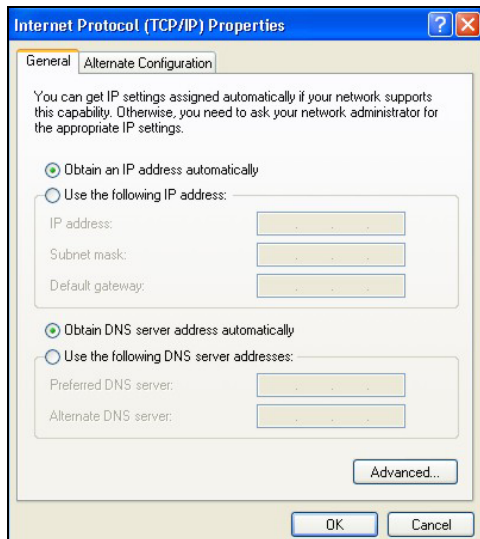 Internet Protocol (TCP/IP) Properties
General
Alternate Configuration
You can get IP settings assigned automatically if your network supports
this capability. Otherwise, you need to ask your network administrator for
the appropriate IP settings.
Obtain an IP address automatically
Use the following IP address:
IP address:
Subnet mask:
Default gateway:
Obtain DNS server address automatically
Use the following DNS server addresses:
Preferred DNS server:
Alternate DNS server:
Advanced...
OK
Cancel